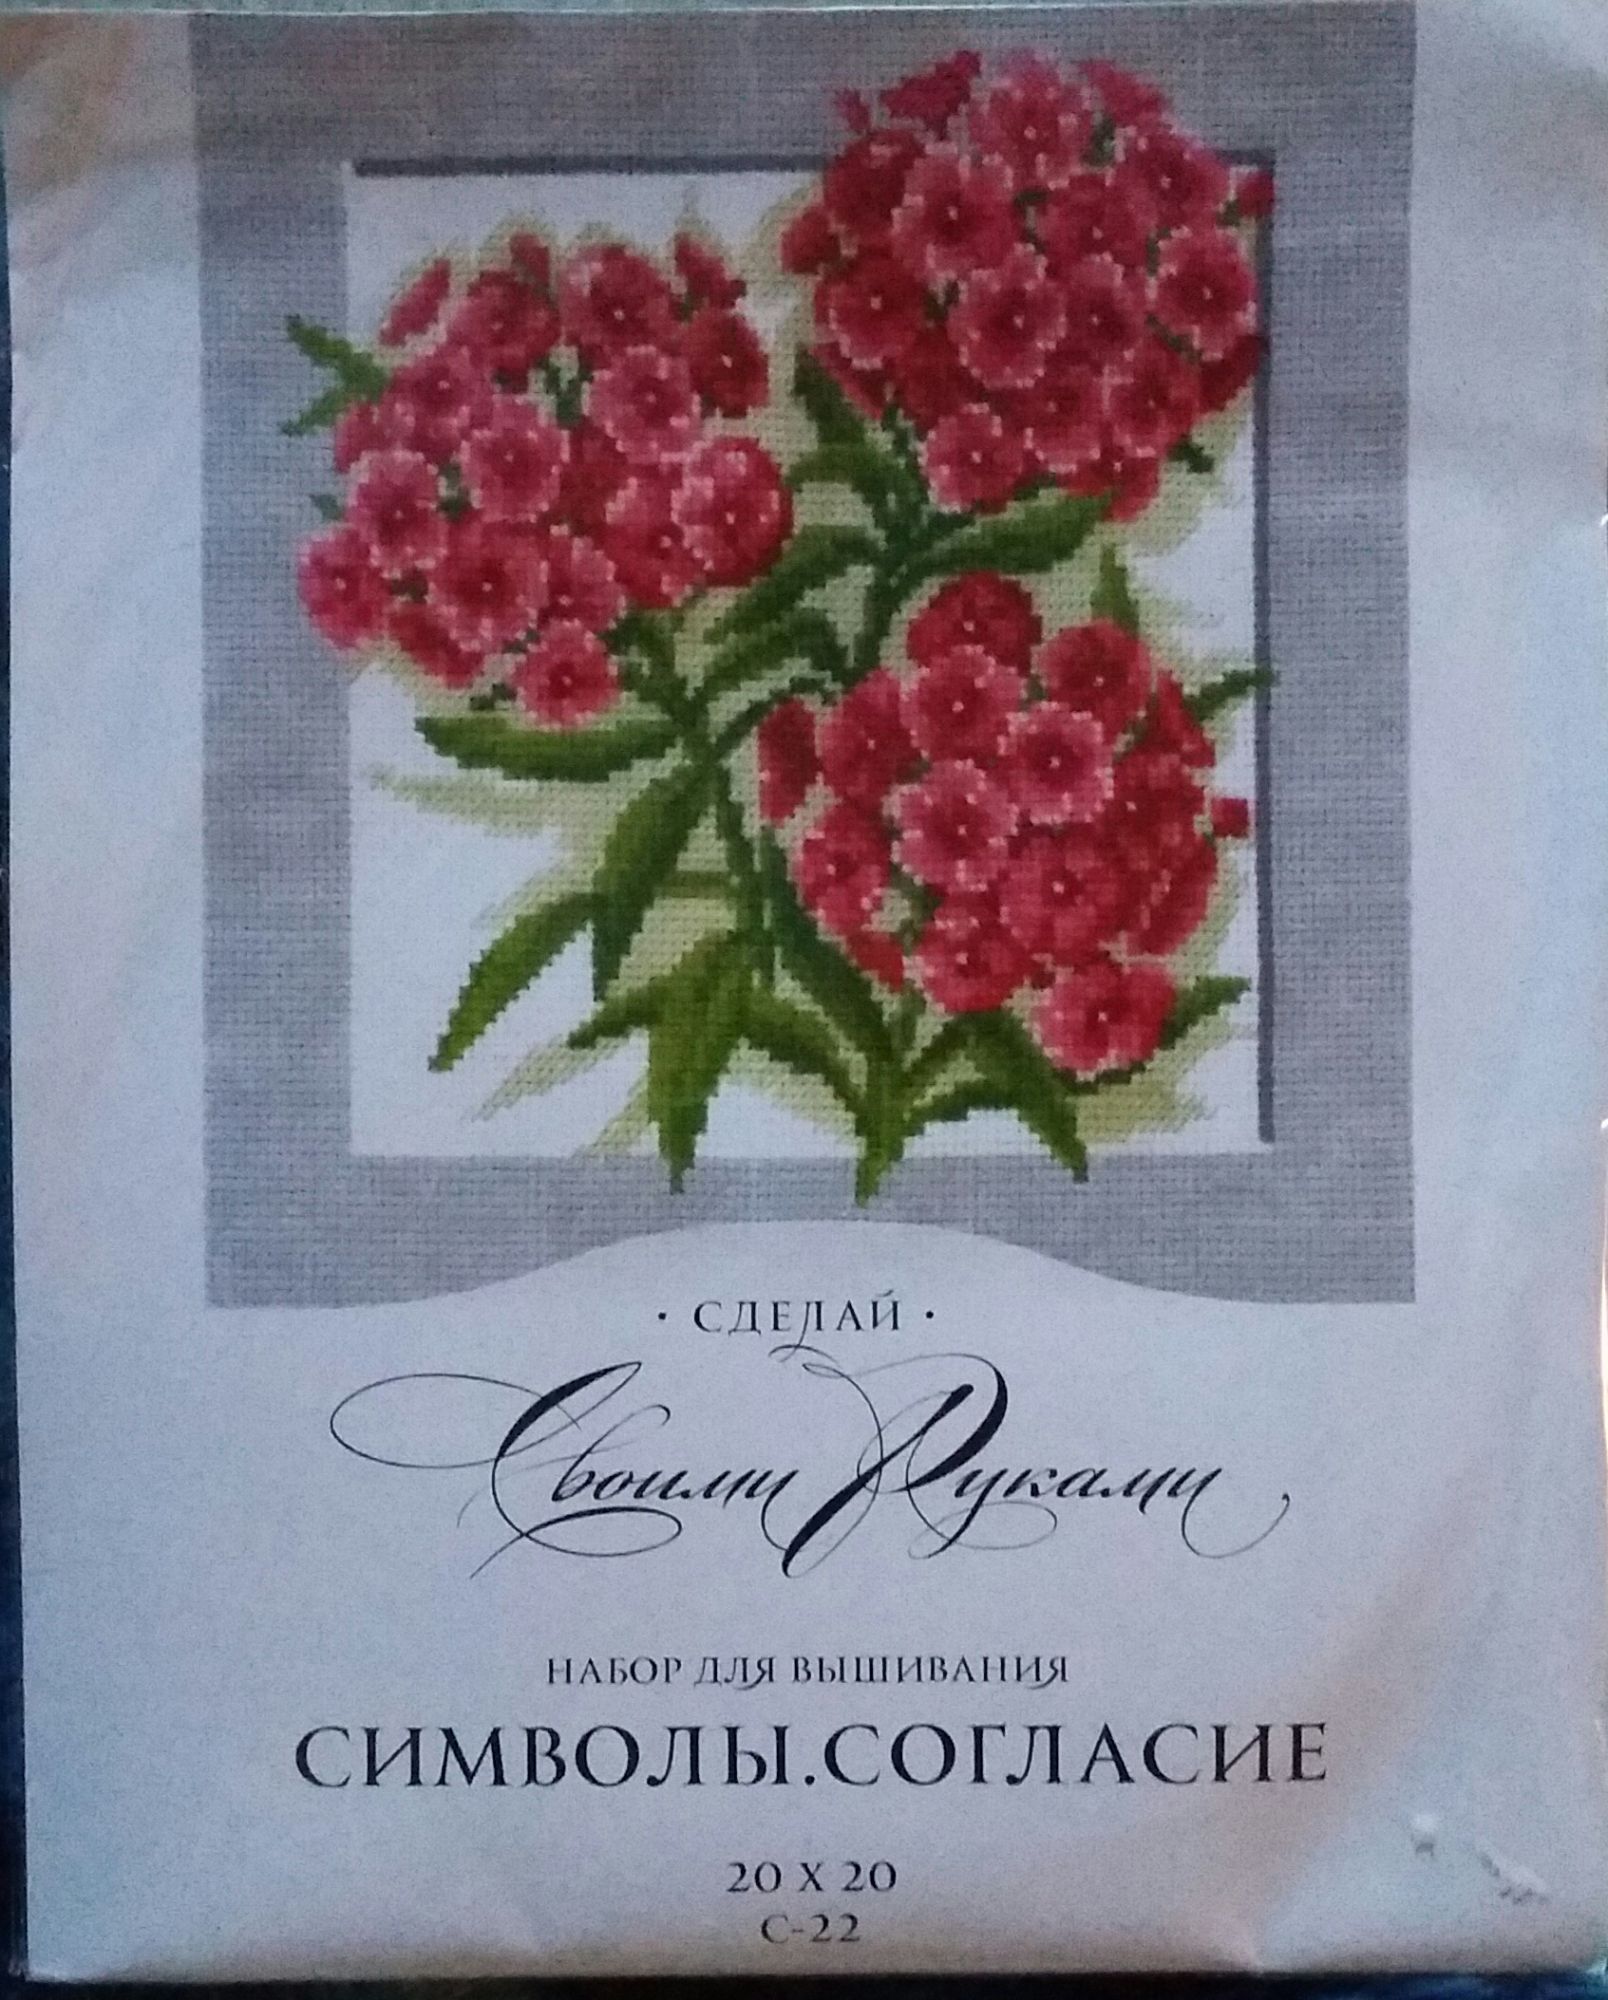 · СДЕЛАЙ ·
Своими Руками
НАБОР ДЛЯ ВЫШИВАНИЯ
СИМВОЛЫ.СОГЛАСИЕ
20 X 20
С-22